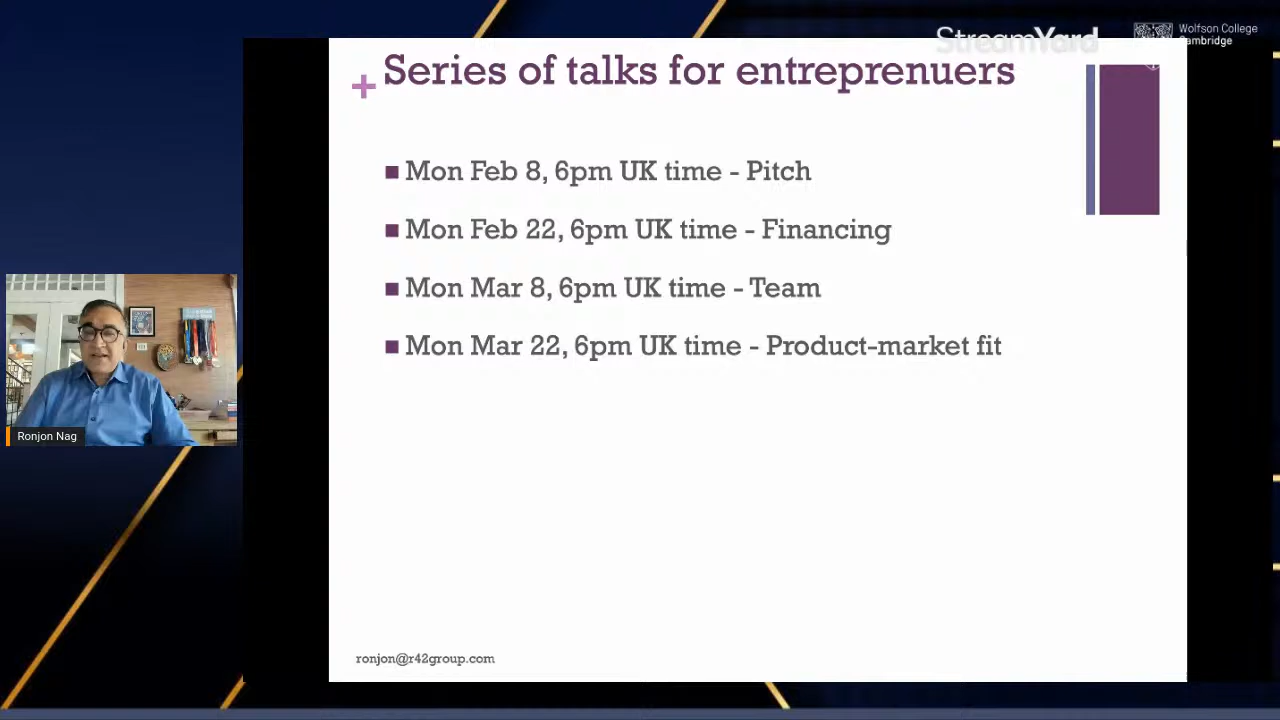 StreamYard
Wolfson College
Cambridge
+ Series of talks for entreprenuers
Mon Feb 8, 6pm UK time - Pitch
Mon Feb 22, 6pm UK time - Financing
Mon Mar 8, 6pm UK time - Team
Mon Mar 22, 6pm UK time - Product-market fit
Ronjon Nag
ronjon@r42group.com